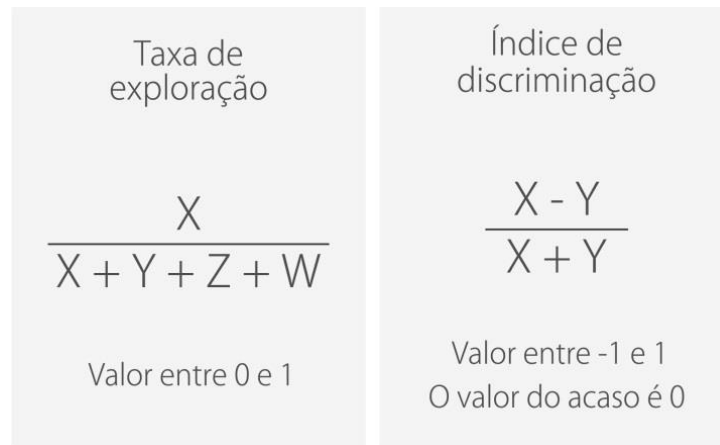 Taxa de
exploração
X
X + Y + Z + W
Valor entre 0 e 1
Índice de
discriminação
X - Y
X + Y
Valor entre -1 e 1
O valor do acaso é 0